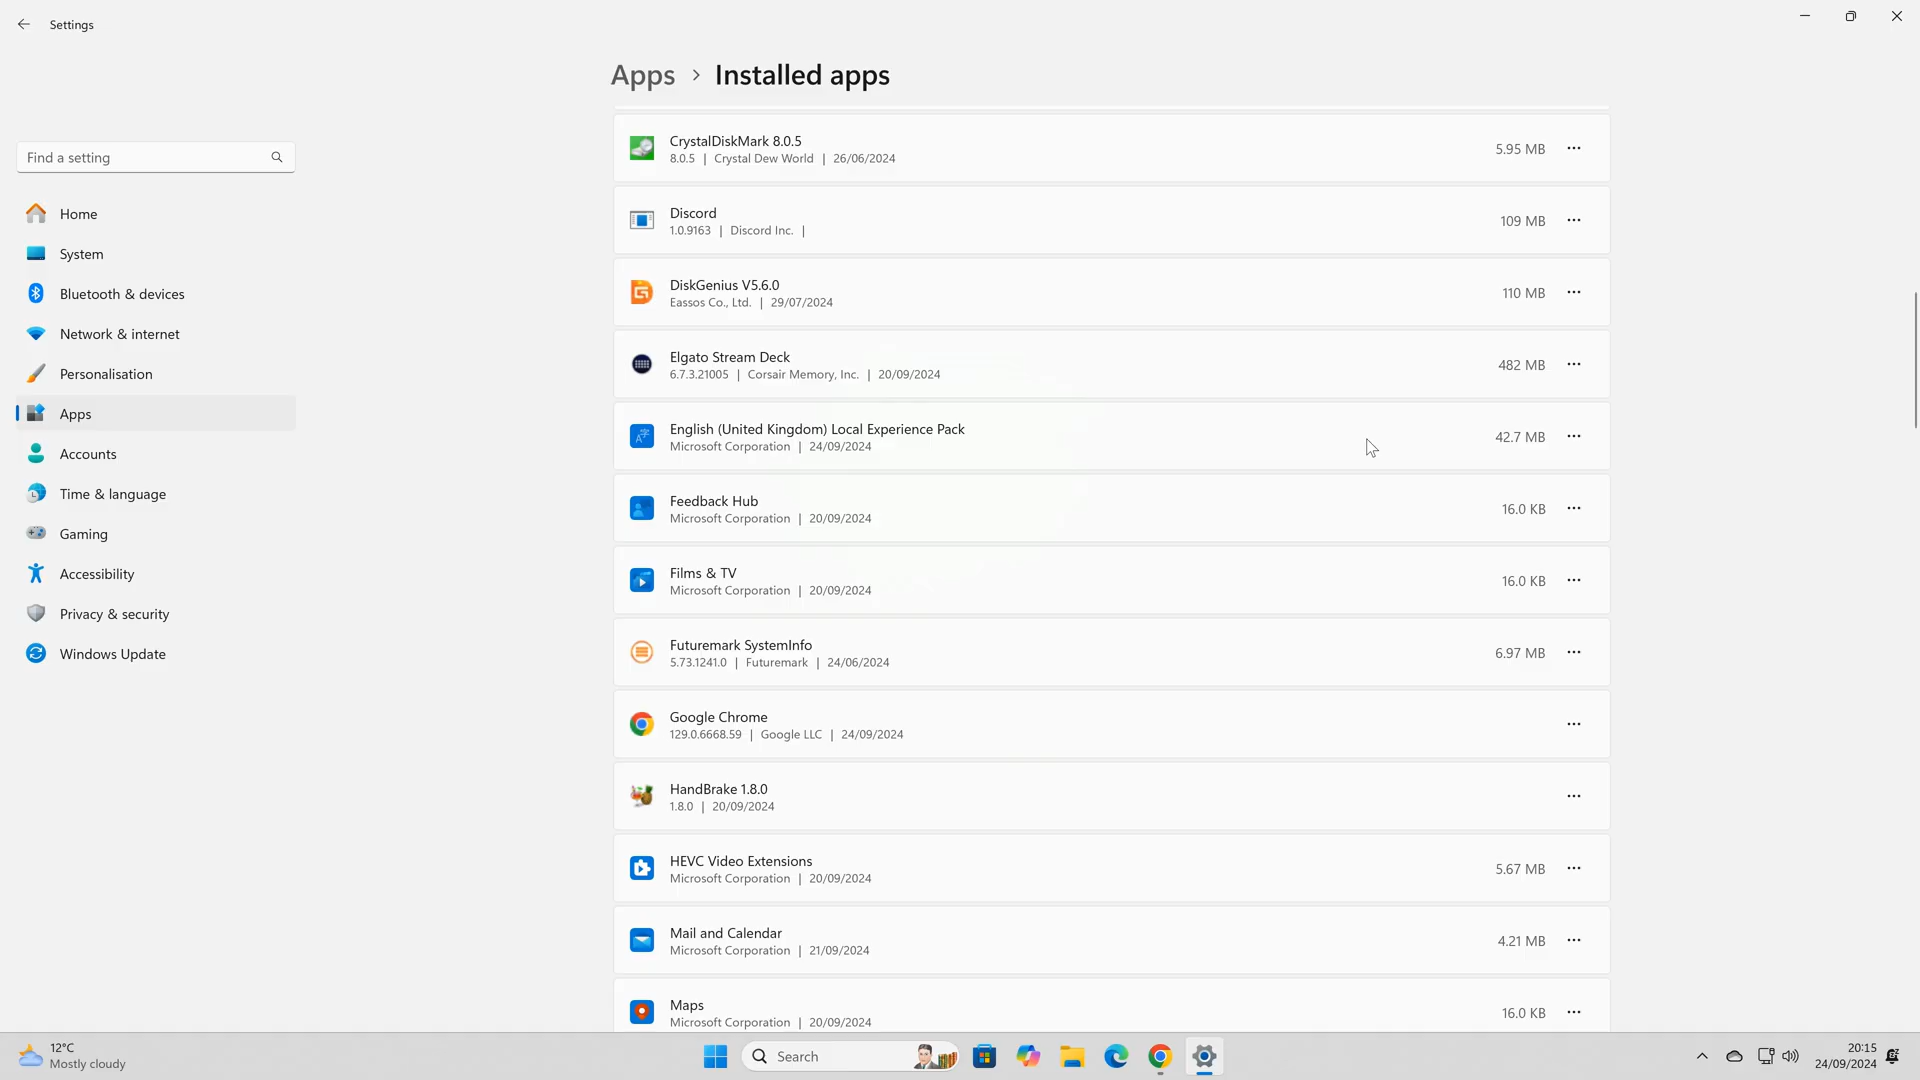 Settings
Apps > Installed apps
Find a setting
Home
System
Bluetooth & devices
Network & internet
Personalisation
Apps
Accounts
Time & language
Gaming
Accessibility
Privacy & security
Windows Update
CrystalDiskMark 8.0.5
8.0.5 | Crystal Dew World | 26/06/2024
5.95 MB
Discord
1.0.9163 | Discord Inc. |
109 MB
DiskGenius V5.6.0
Eassos Co., Ltd. | 29/07/2024
110 MB
Elgato Stream Deck
6.7.3.21005 | Corsair Memory, Inc. | 20/09/2024
482 MB
English (United Kingdom) Local Experience Pack
Microsoft Corporation | 24/09/2024
42.7 MB
Feedback Hub
Microsoft Corporation | 20/09/2024
16.0 KB
Films & TV
Microsoft Corporation | 20/09/2024
16.0 KB
Futuremark SystemInfo
5.73.1241.0 | Futuremark | 24/06/2024
6.97 MB
Google Chrome
129.0.6668.59 | Google LLC | 24/09/2024
HandBrake 1.8.0
1.8.0 | 20/09/2024
HEVC Video Extensions
Microsoft Corporation | 20/09/2024
5.67 MB
Mail and Calendar
Microsoft Corporation | 21/09/2024
4.21 MB
Maps
Microsoft Corporation | 20/09/2024
16.0 KB
12°C
Mostly cloudy
Search
20:15
24/09/2024